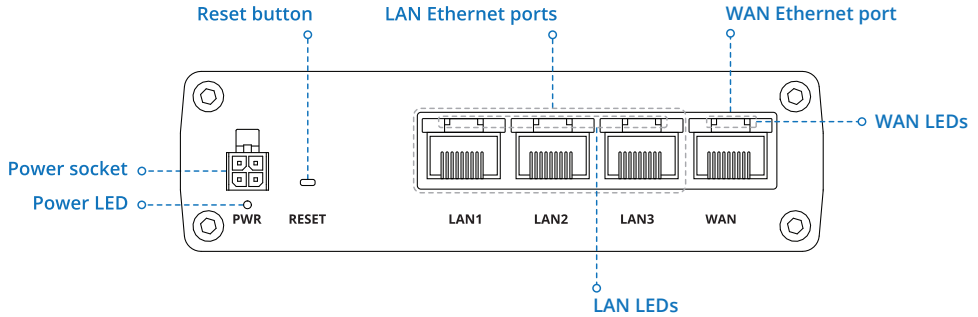 Reset button
LAN Ethernet ports
WAN Ethernet port
WAN LEDs
Power socket
Power LED
PWR
RESET
LAN1
LAN2
LAN3
WAN
LAN LEDs